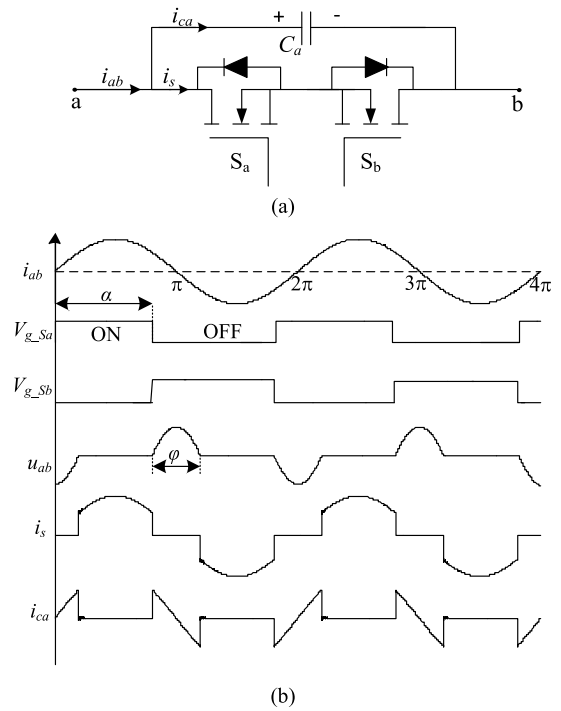 i_ca
+ -
C_a
i_ab i_s
a b
S_a S_b
(a)
i_ab π 2π 3π 4π
α
V_g_Sa ON OFF
V_g_Sb
u_ab φ
i_s
i_ca
(b)